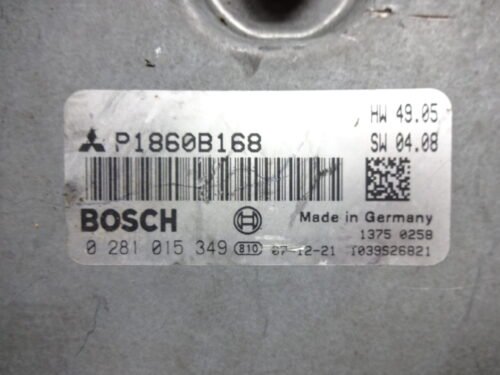 HW 49.05
P1860B168 SW 04.08
BOSCH Made in Germany
1375 0258
0 281 015 349 810 07-12-21 1039S26821